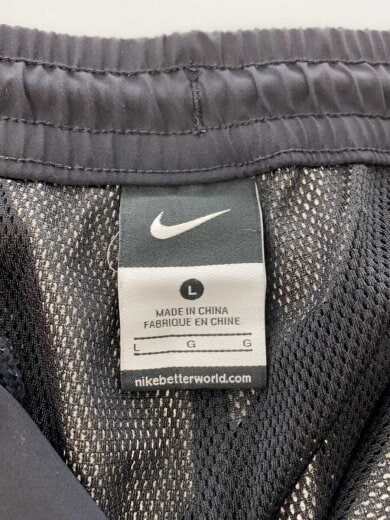 L
MADE IN CHINA
FABRIQUE EN CHINE
L G G
nikebetterworld.com